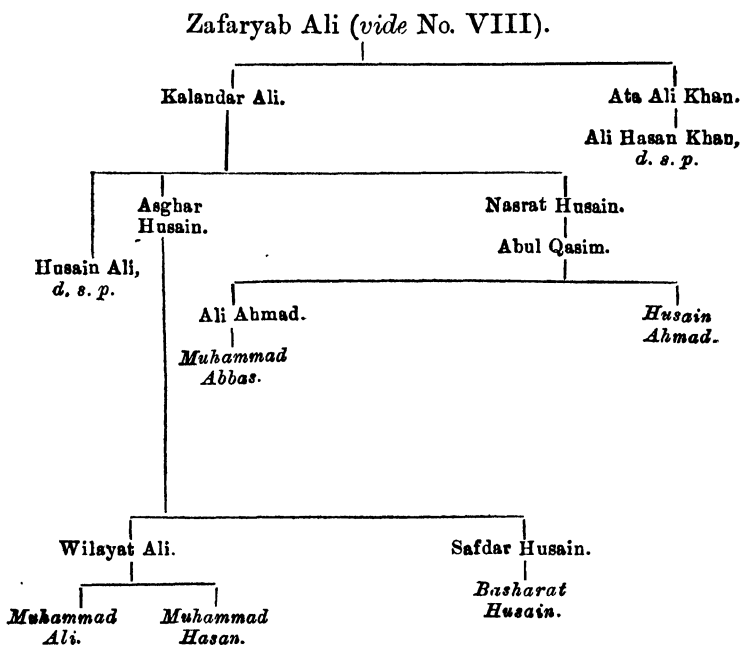 Zafaryab Ali (vide No. VIII).
Kalandar Ali.
Ata Ali Khan.
Ali Hasan Khan,
d. s. p.
Asghar
Husain.
Nasrat Husain.
Abul Qasim.
Husain Ali,
d. s. p.
Ali Ahmad.
Husain
Ahmad.
Muhammad
Abbas.
Wilayat Ali.
Safdar Husain.
Basharat
Husain.
Muhammad
Ali.
Muhammad
Hasan.